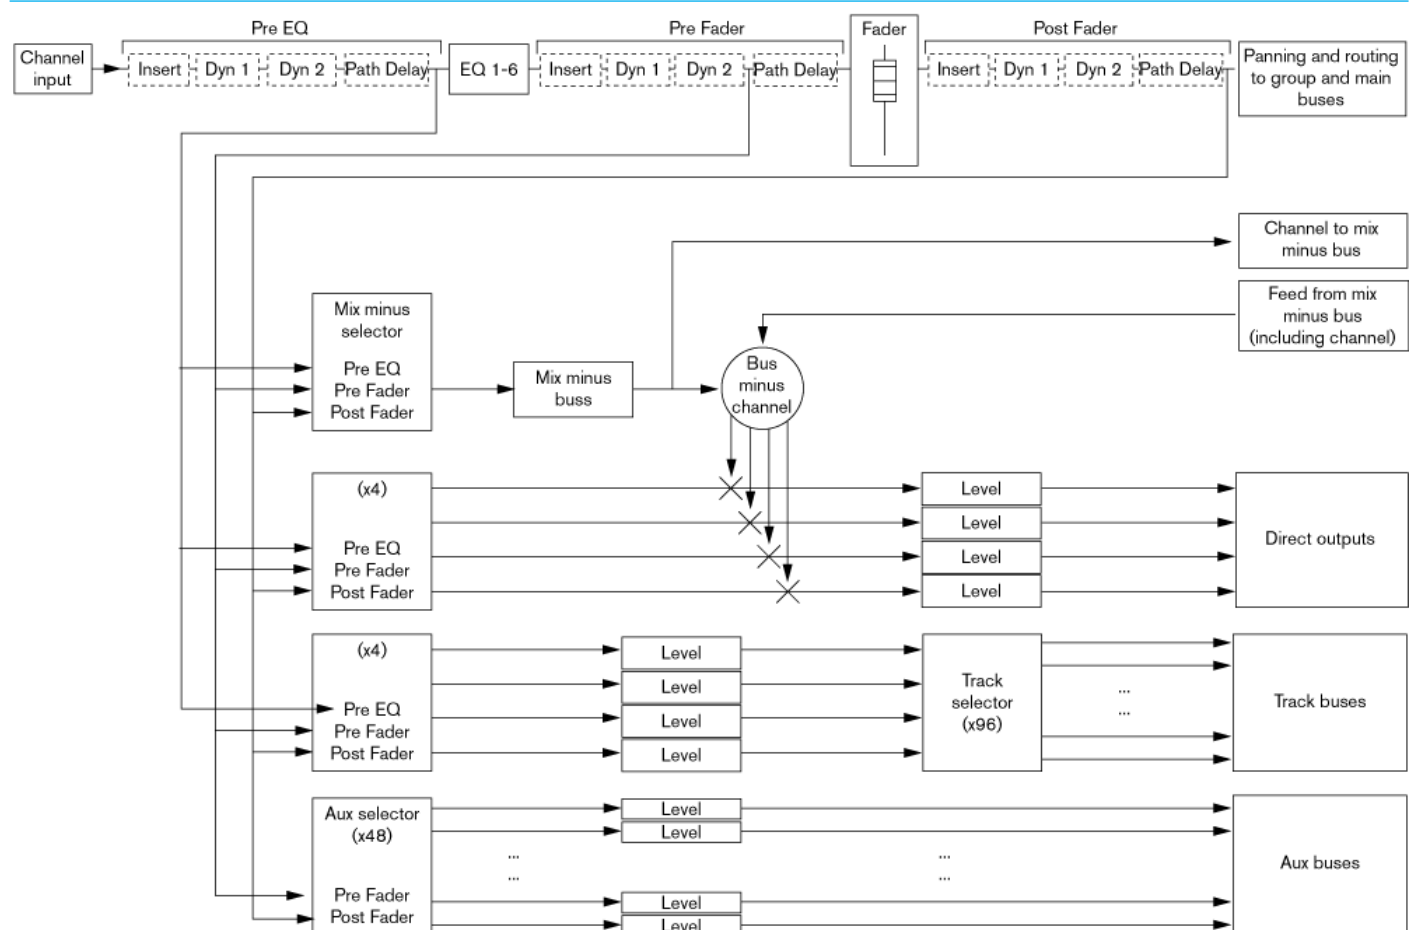 Pre EQ
Pre Fader
Fader
Post Fader
Channel
input
Insert
Dyn 1
Dyn 2
Path Delay
EQ 1-6
Insert
Dyn 1
Dyn 2
Path Delay
Insert
Dyn 1
Dyn 2
Path Delay
Panning and routing
to group and main
buses
Channel to mix
minus bus
Feed from mix
minus bus
(including channel)
Mix minus
selector
Pre EQ
Pre Fader
Post Fader
Mix minus
buss
Bus
minus
channel
(x4)
Pre EQ
Pre Fader
Post Fader
Level
Level
Level
Level
Direct outputs
(x4)
Pre EQ
Pre Fader
Post Fader
Level
Level
Level
Level
Track
selector
(x96)
...
...
Track buses
Aux selector
(x48)
Pre Fader
Post Fader
Level
Level
...
...
Level
Level
...
...
Aux buses